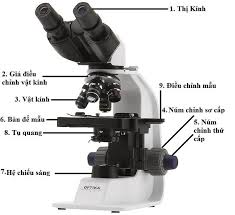 1. Thị Kính
2. Giá điều
chỉnh vật kính
9. Điều chỉnh mẫu
3. Vật kính
4. Núm chỉnh sơ cấp
6. Bàn để mẫu
5. Núm chỉnh thứ
cấp
8. Tụ quang
7-Hệ chiếu sáng
OPTIKA